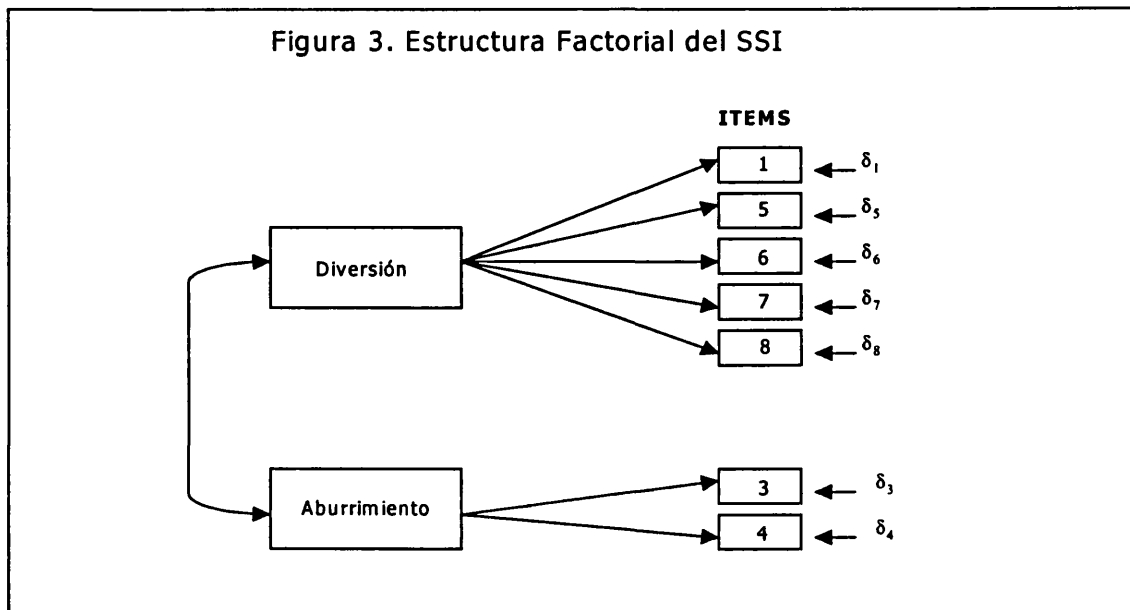 Figura 3. Estructura Factorial del SSI
ITEMS
1 δ₁
5 δ₅
Diversión 6 δ₆
7 δ₇
8 δ₈
3 δ₃
Aburrimiento
4 δ₄